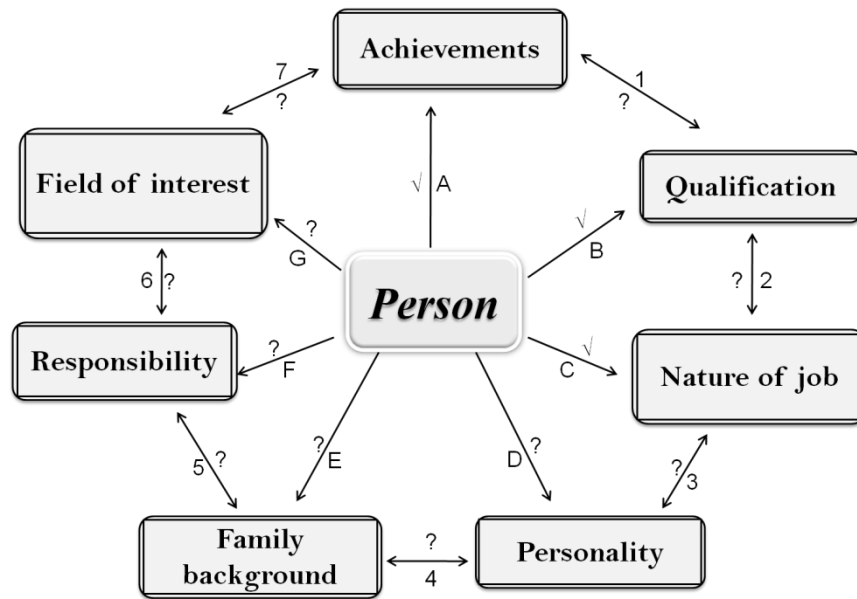 Achievements
7
?
1
?
Field of interest
Qualification
√ A
?
G
√
B
Person
6 ?
? 2
Responsibility
?
F
√
C
Nature of job
5 ?
? E
D ?
?
3
Family
background
?
4
Personality